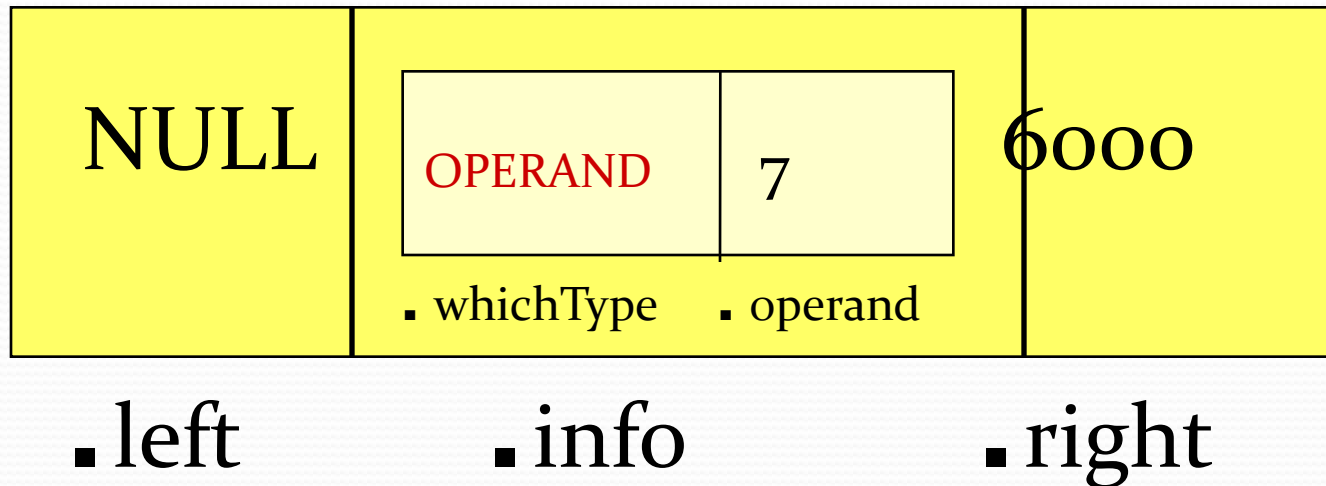 NULL OPERAND 7 6000
. whichType . operand
. left . info . right